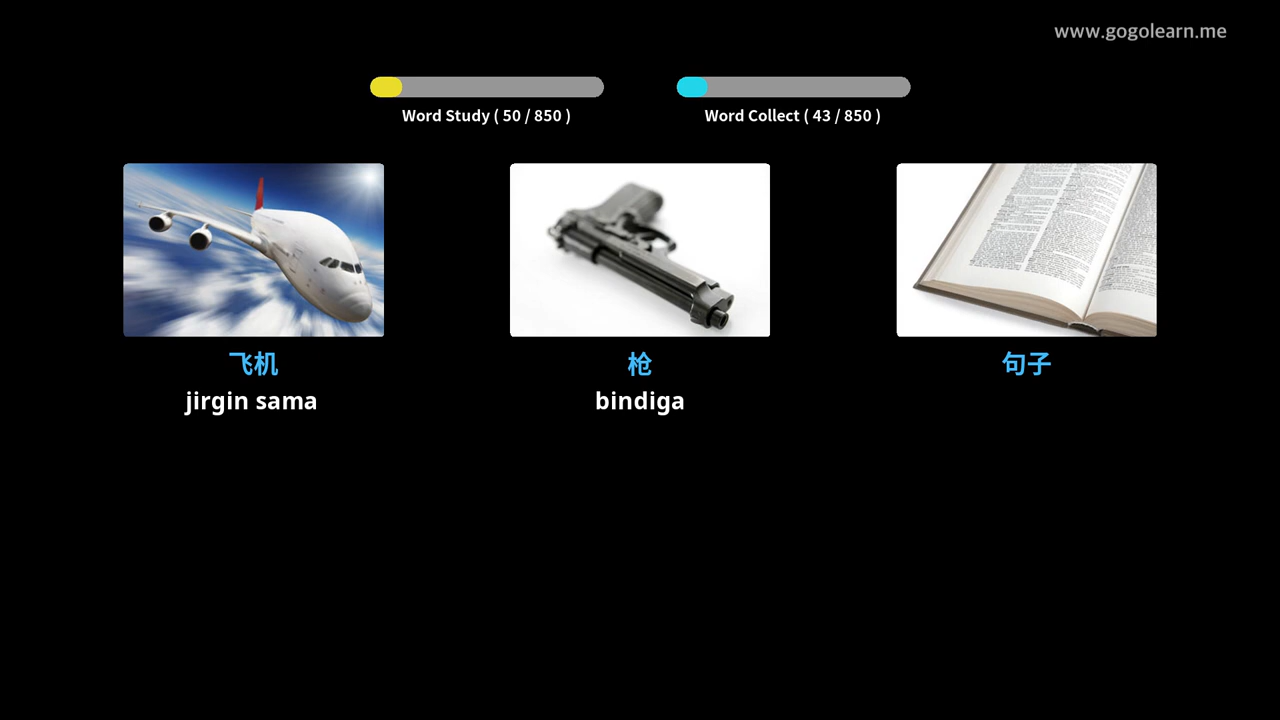 www.gogolearn.me
Word Study ( 50 / 850 )
Word Collect ( 43 / 850 )
飞机
jirgin sama
枪
bindiga
句子